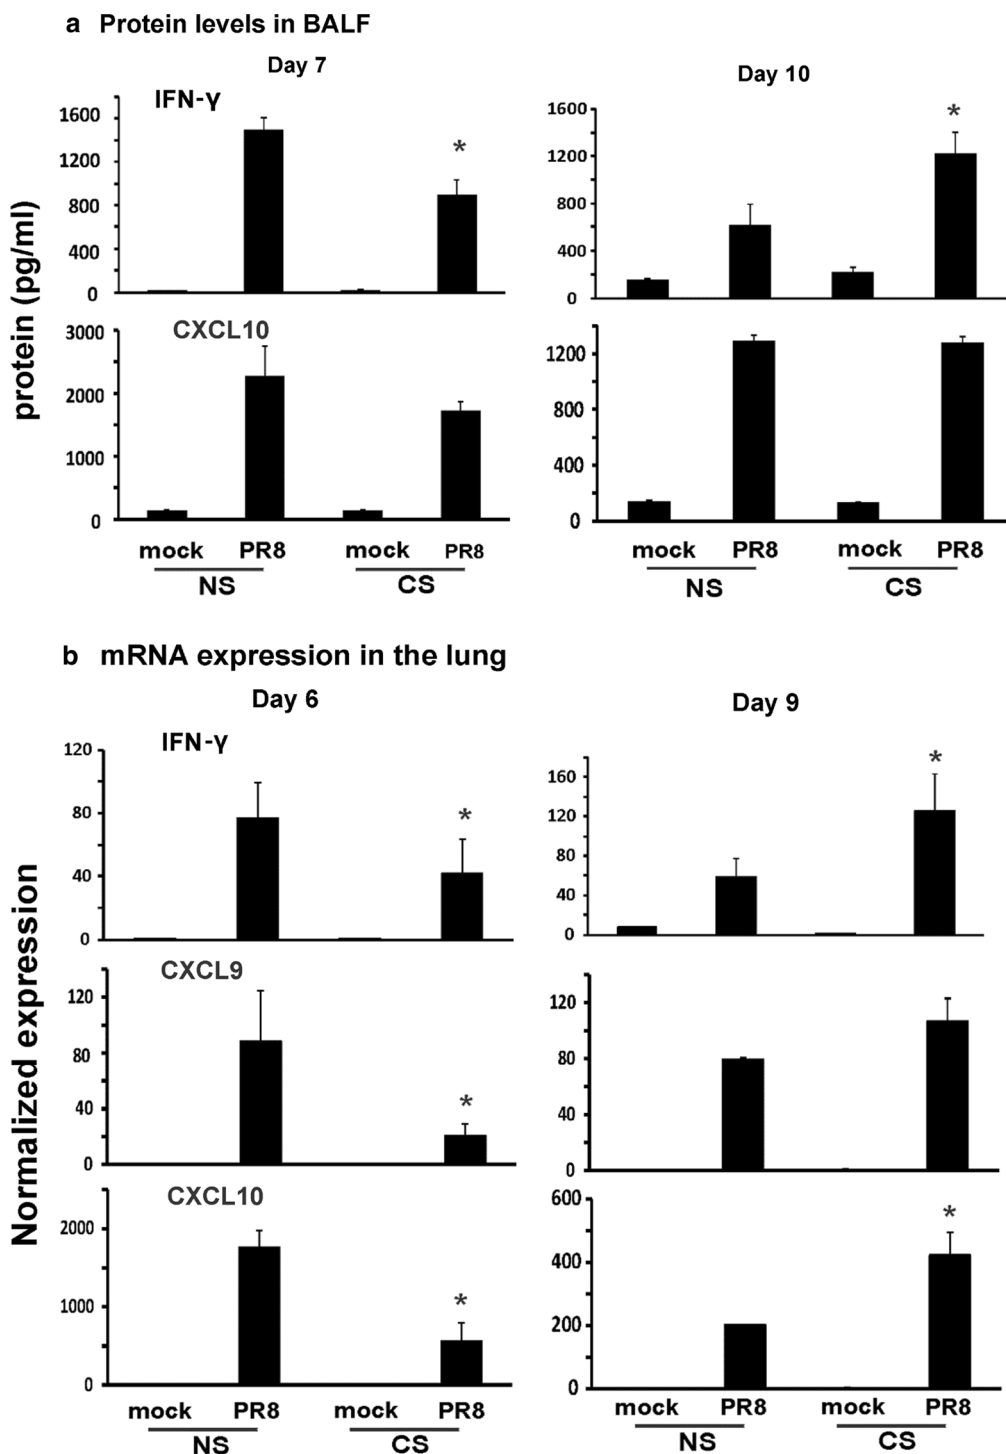 a Protein levels in BALF
Day 7
Day 10
protein (pg/ml)
IFN-γ
1600
1200
800
400
0
*
1600
1200
800
400
0
*
CXCL10
3000
2000
1000
0
1200
800
400
0
mock PR8 mock PR8
NS CS
mock PR8 mock PR8
NS CS
b mRNA expression in the lung
Day 6
Day 9
Normalized expression
IFN-γ
120
80
40
0
*
160
120
80
40
0
*
CXCL9
120
80
40
0
*
120
80
40
0
CXCL10
2000
1000
0
*
600
400
200
0
*
mock PR8 mock PR8
NS CS
mock PR8 mock PR8
NS CS